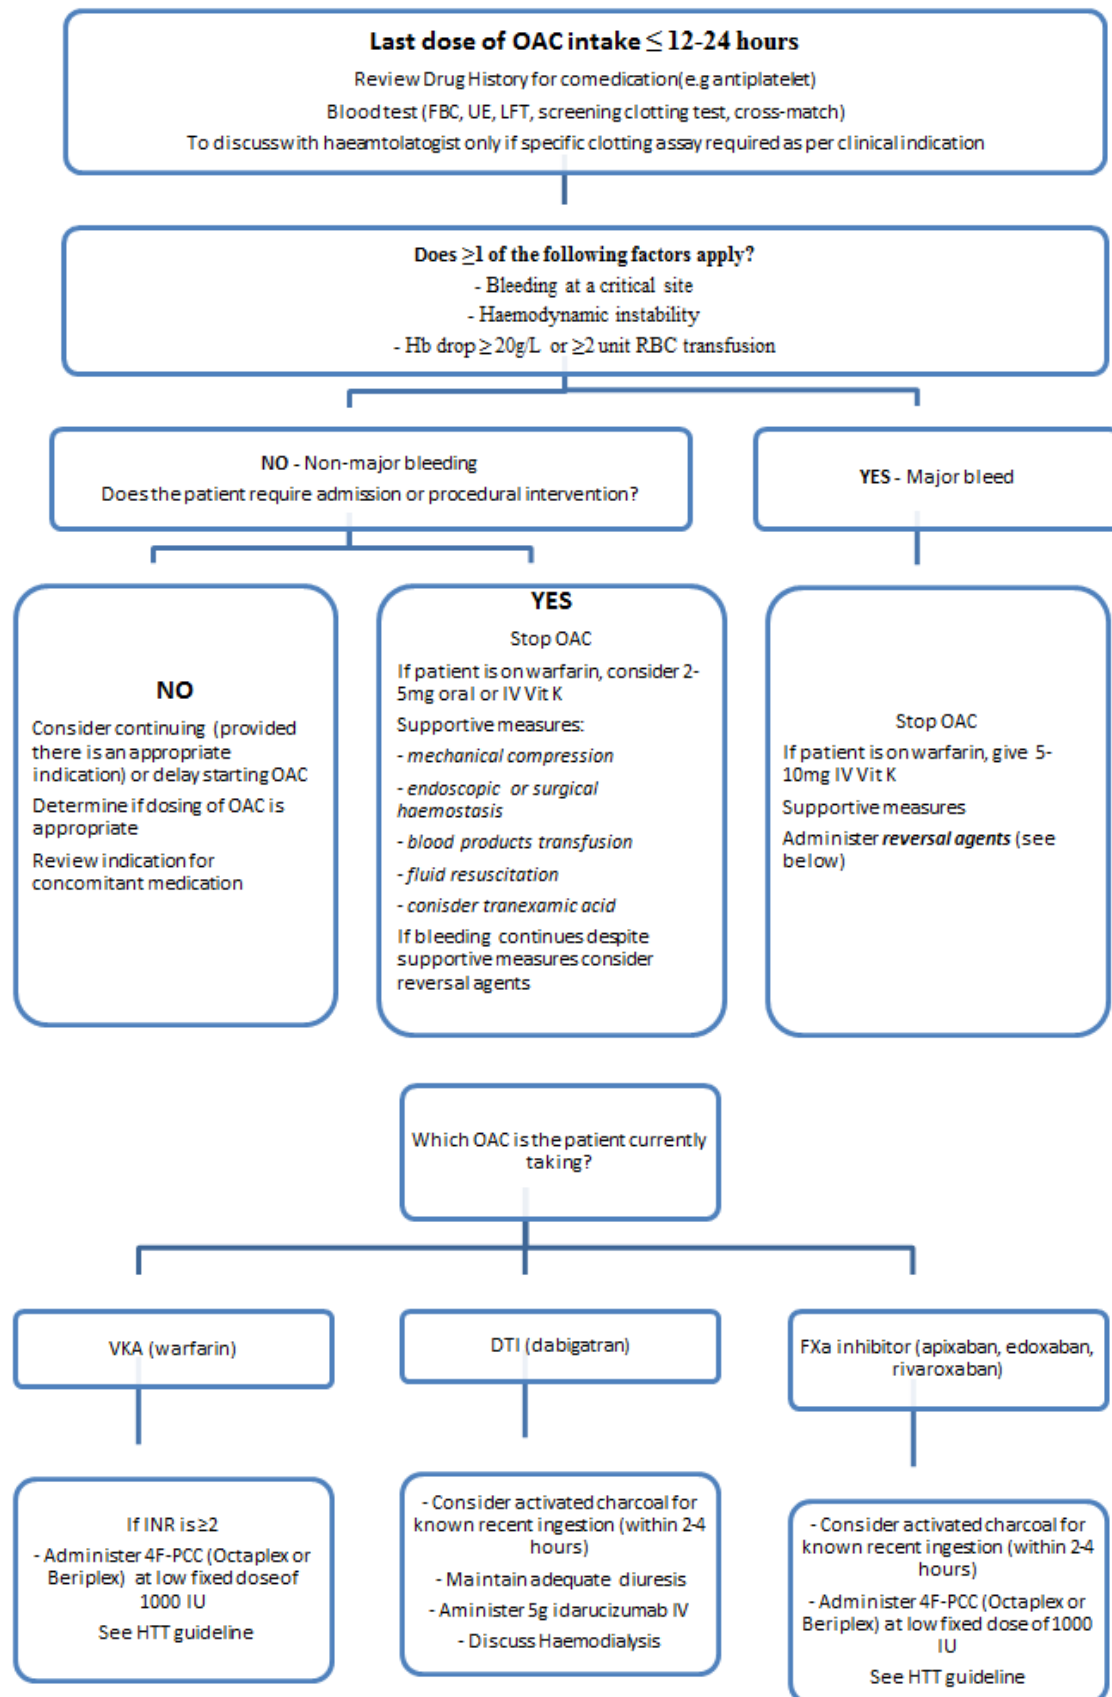 Last dose of OAC intake ≤ 12-24 hours
Review Drug History for comedication(e.g antiplatelet)
Blood test (FBC, UE, LFT, screening clotting test, cross-match)
To discuss with haeamtolatogist only if specific clotting assay required as per clinical indication
Does ≥1 of the following factors apply?
- Bleeding at a critical site
- Haemodynamic instability
- Hb drop ≥ 20g/L or ≥2 unit RBC transfusion
NO - Non-major bleeding
Does the patient require admission or procedural intervention?
YES - Major bleed
NO
Consider continuing (provided
there is an appropriate
indication) or delay starting OAC
Determine if dosing of OAC is
appropriate
Review indication for
concomitant medication
YES
Stop OAC
If patient is on warfarin, consider 2-
5mg oral or IV Vit K
Supportive measures:
- mechanical compression
- endoscopic or surgical
haemostasis
- blood products transfusion
- fluid resuscitation
- conisder tranexamic acid
If bleeding continues despite
supportive measures consider
reversal agents
Stop OAC
If patient is on warfarin, give 5-
10mg IV Vit K
Supportive measures
Administer reversal agents (see
below)
Which OAC is the patient currently
taking?
VKA (warfarin)
DTI (dabigatran)
FXa inhibitor (apixaban, edoxaban,
rivaroxaban)
If INR is ≥2
- Administer 4F-PCC (Octaplex or
Beriplex) at low fixed dose of
1000 IU
See HTT guideline
- Consider activated charcoal for
known recent ingestion (within 2-4
hours)
- Maintain adequate diuresis
- Aminister 5g idarucizumab IV
- Discuss Haemodialysis
- Consider activated charcoal for
known recent ingestion (within 2-4
hours)
- Administer 4F-PCC (Octaplex or
Beriplex) at low fixed dose of 1000
IU
See HTT guideline